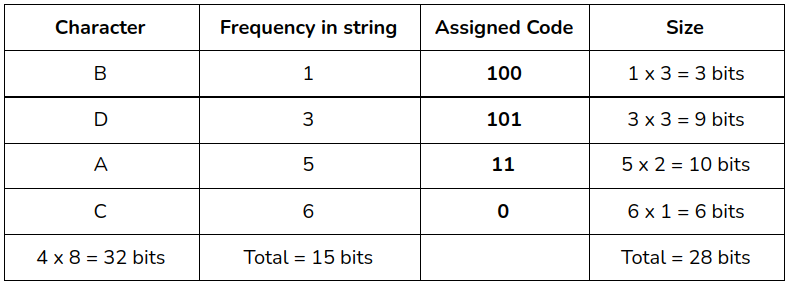 Character Frequency in string Assigned Code Size
B 1 100 1 x 3 = 3 bits
D 3 101 3 x 3 = 9 bits
A 5 11 5 x 2 = 10 bits
C 6 0 6 x 1 = 6 bits
4 x 8 = 32 bits Total = 15 bits Total = 28 bits